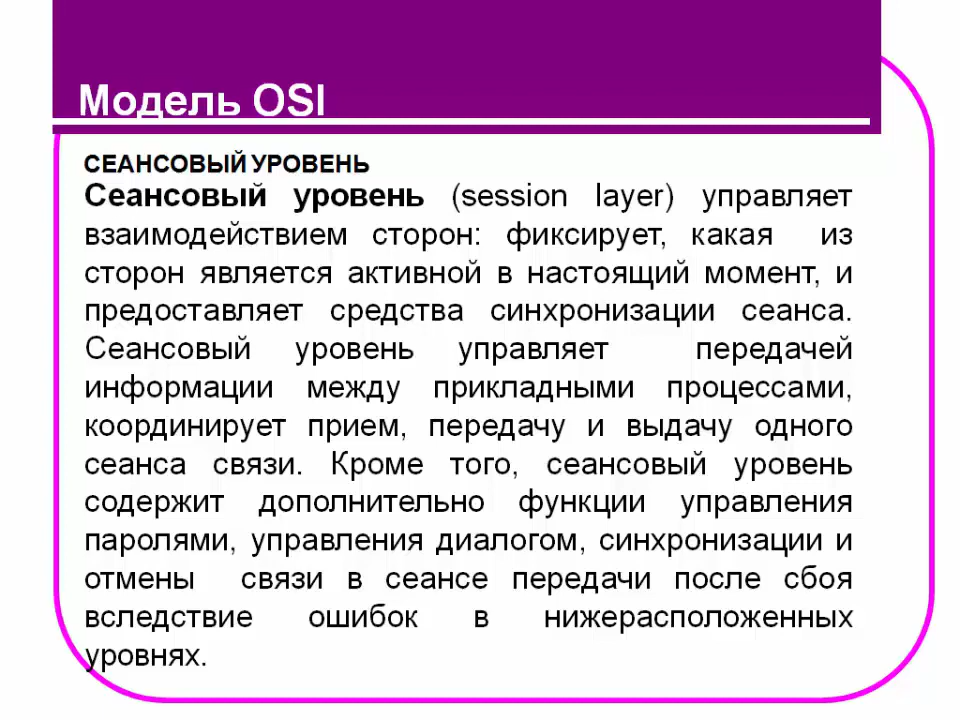 Модель OSI
СЕАНСОВЫЙ УРОВЕНЬ
Сеансовый уровень (session layer) управляет
взаимодействием сторон: фиксирует, какая из
сторон является активной в настоящий момент, и
предоставляет средства синхронизации сеанса.
Сеансовый уровень управляет передачей
информации между прикладными процессами,
координирует прием, передачу и выдачу одного
сеанса связи. Кроме того, сеансовый уровень
содержит дополнительно функции управления
паролями, управления диалогом, синхронизации и
отмены связи в сеансе передачи после сбоя
вследствие ошибок в нижерасположенных
уровнях.